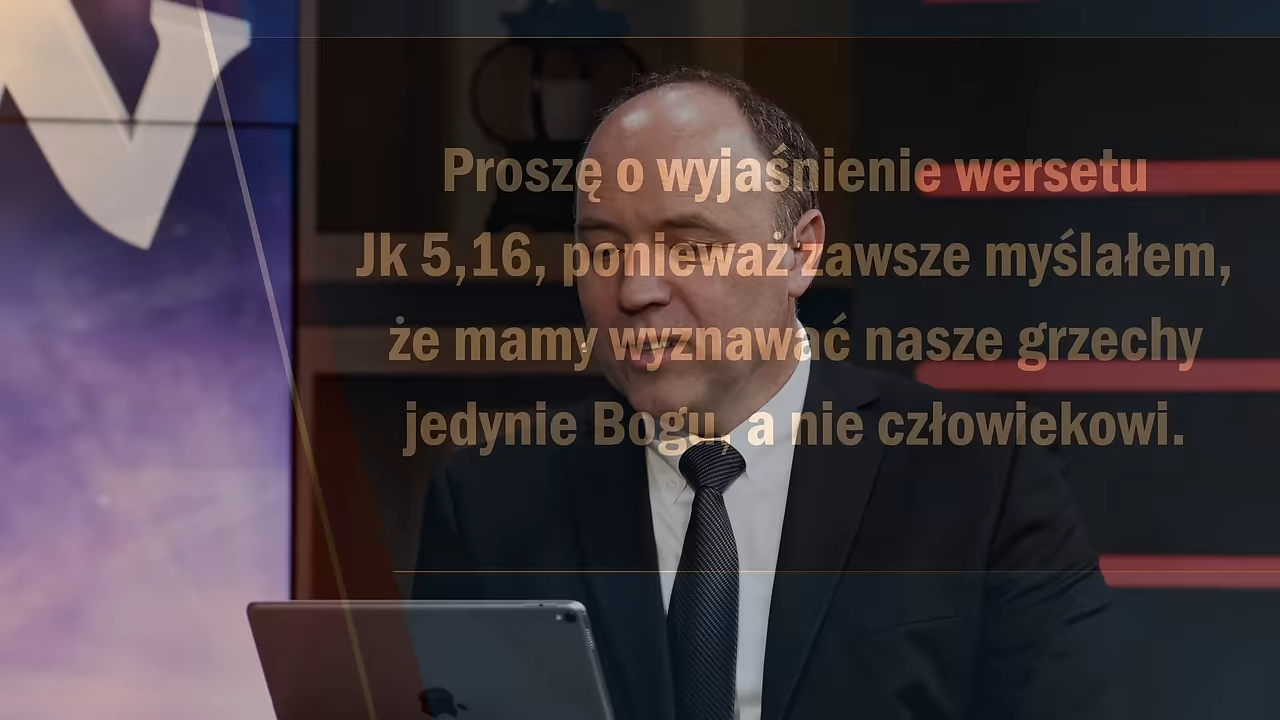 Proszę o wyjaśnienie wersetu
Jk 5,16, ponieważ zawsze myślałem,
że mamy wyznawać nasze grzechy
jedynie Bogu, a nie człowiekowi.